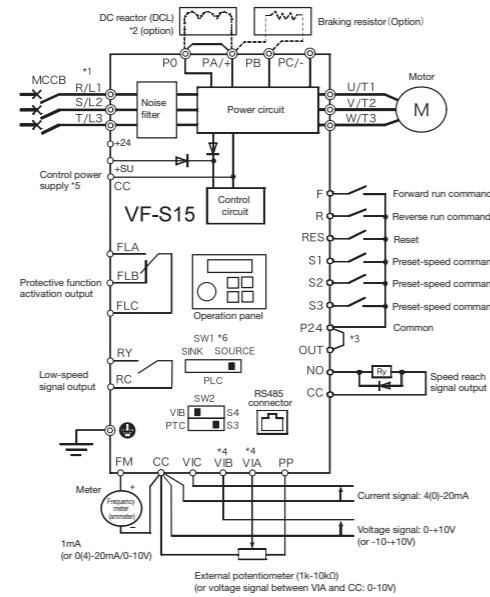 DC reactor (DCL)
*2 (option)
Braking resistor (Option)
P0 PA/+ PB PC/-
MCCB *1
R/L1
S/L2
T/L3
Noise
filter
Power circuit
U/T1
V/T2
W/T3
Motor
M
+24
+SU
CC
Control power
supply *5
Control
circuit
VF-S15
FLA
FLB
FLC
Protective function
activation output
Operation panel
F Forward run command
R Reverse run command
RES Reset
S1 Preset-speed comman
S2 Preset-speed comman
S3 Preset-speed comman
P24 Common
OUT *3
NO Ry
CC
Speed reach
signal output
RY
RC
Low-speed
signal output
SW1 *6
SINK SOURCE
PLC
SW2
VIB S4
PTC S3
RS485
connector
*4 *4
FM CC VIC VIB VIA PP
Meter
+
Frequency
meter
(ammeter)
−
1mA
(or 0(4)-20mA/0-10V)
Current signal: 4(0)-20mA
Voltage signal: 0-+10V
(or -10-+10V)
External potentiometer (1k-10kΩ)
(or voltage signal between VIA and CC: 0-10V)